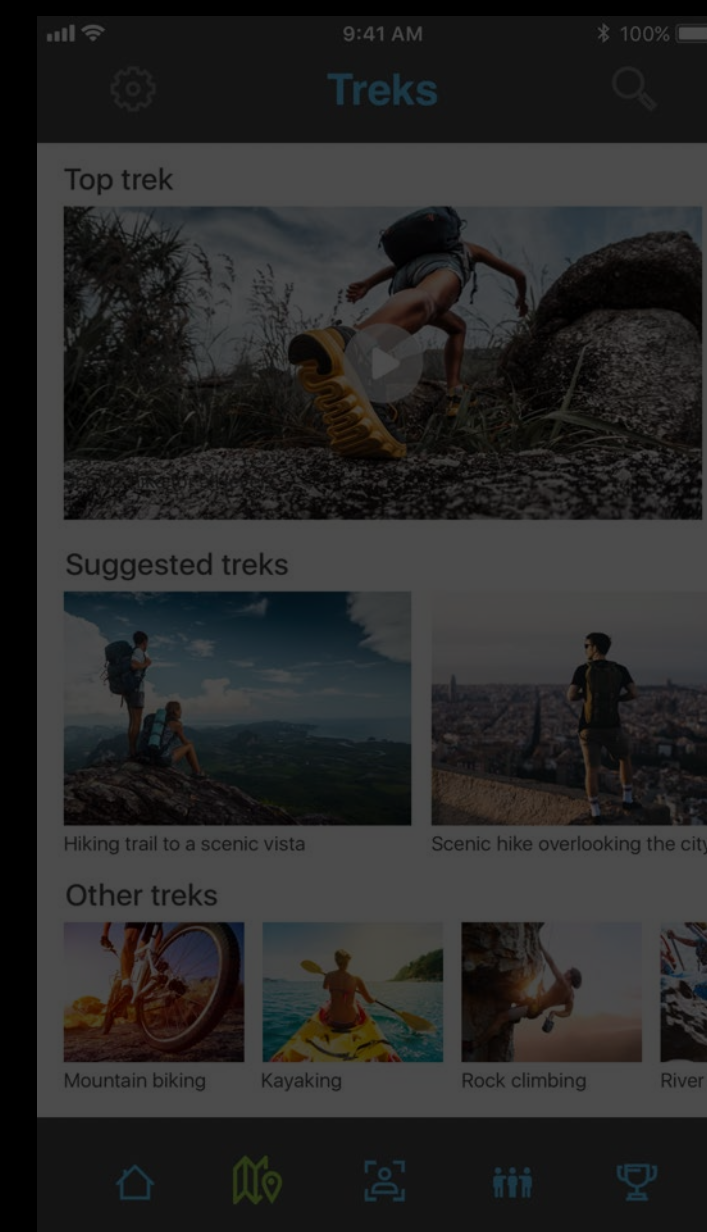 9:41 AM
100%
Treks
Top trek
Suggested treks
Hiking trail to a scenic vista
Scenic hike overlooking the city
Other treks
Mountain biking
Kayaking
Rock climbing
River